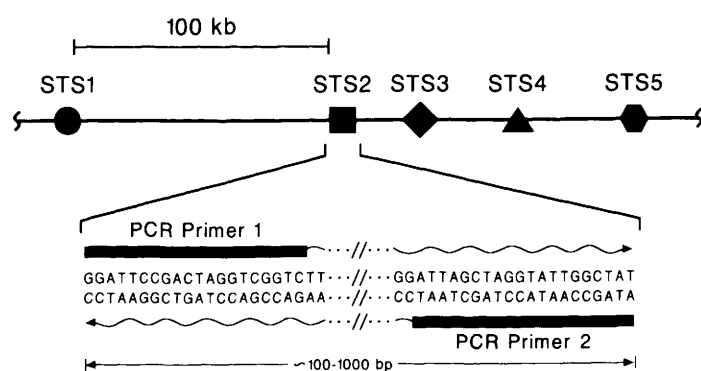 100 kb
STS1 STS2 STS3 STS4 STS5
PCR Primer 1
GGATTCCGACTAGGTCGGTCTT ···//··· GGATTAGCTAGGTATTGGCTAT
CCTAAGGCTGATCCAGCCAGAA ···//··· CCTAATCGATCCATAACCGATA
PCR Primer 2
~100-1000 bp